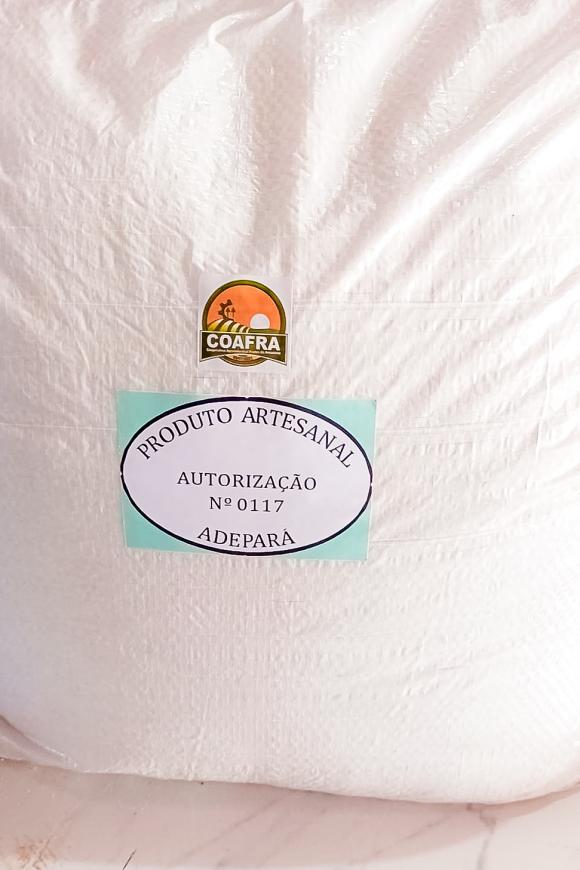 COAFRA
PRODUTO ARTESANAL
AUTORIZAÇÃO
Nº 0117
ADEPARÁ